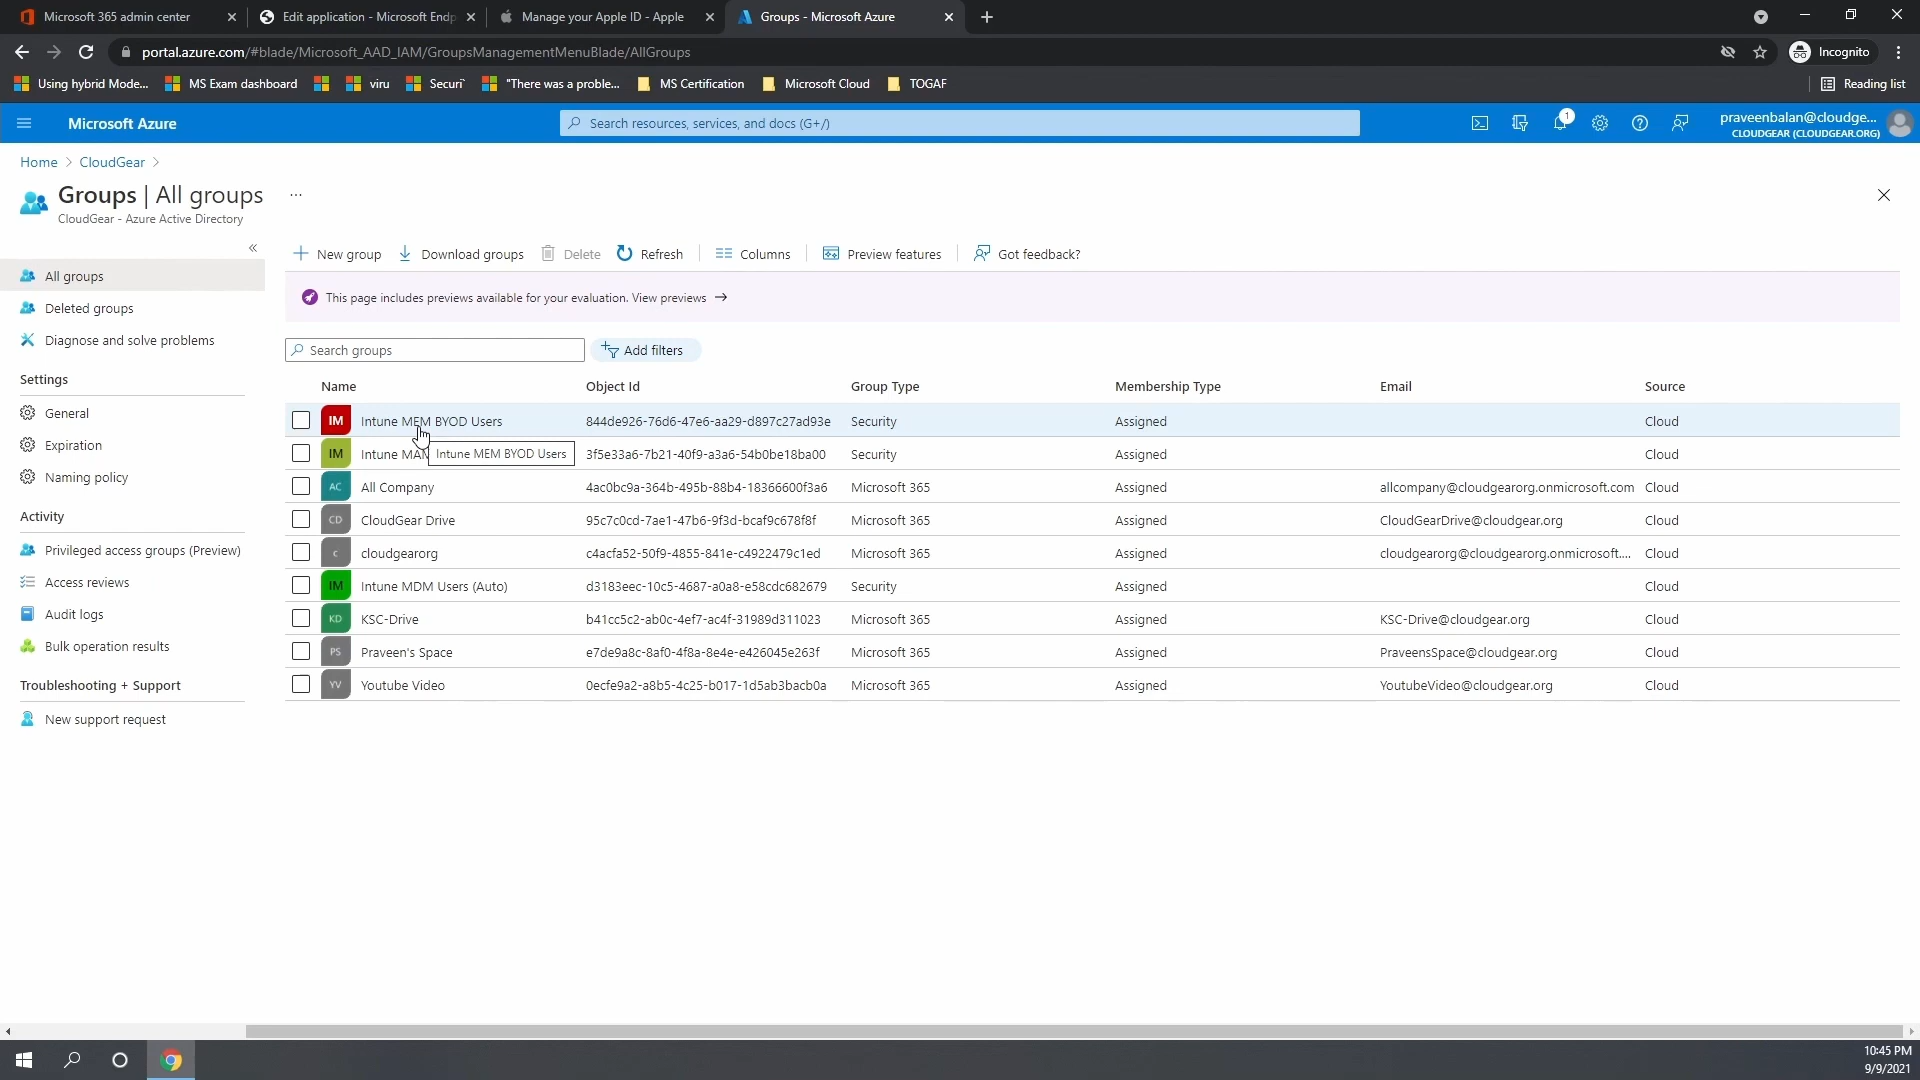 Microsoft 365 admin center
Edit application - Microsoft Endp
Manage your Apple ID - Apple
Groups - Microsoft Azure
portal.azure.com/#blade/Microsoft_AAD_IAM/GroupsManagementMenuBlade/AllGroups
Incognito
Using hybrid Mode...
MS Exam dashboard
viru
Securi
"There was a proble...
MS Certification
Microsoft Cloud
TOGAF
Reading list
Microsoft Azure
Search resources, services, and docs (G+/)
1
praveenbalan@cloudge...
CLOUDGEAR (CLOUDGEAR.ORG)
Home > CloudGear >
Groups | All groups ...
CloudGear - Azure Active Directory
«
All groups
Deleted groups
Diagnose and solve problems
Settings
General
Expiration
Naming policy
Activity
Privileged access groups (Preview)
Access reviews
Audit logs
Bulk operation results
Troubleshooting + Support
New support request
New group
Download groups
Delete
Refresh
Columns
Preview features
Got feedback?
This page includes previews available for your evaluation. View previews →
Search groups
Add filters
Name Object Id Group Type Membership Type Email Source
IM Intune MEM BYOD Users 844de926-76d6-47e6-aa29-d897c27ad93e Security Assigned Cloud
IM Intune MAM 3f5e33a6-7b21-40f9-a3a6-54b0be18ba00 Security Assigned Cloud
Intune MEM BYOD Users
AC All Company 4ac0bc9a-364b-495b-88b4-18366600f3a6 Microsoft 365 Assigned allcompany@cloudgearorg.onmicrosoft.com Cloud
CD CloudGear Drive 95c7c0cd-7ae1-47b6-9f3d-bcaf9c678f8f Microsoft 365 Assigned CloudGearDrive@cloudgear.org Cloud
c cloudgearorg c4acfa52-50f9-4855-841e-c4922479c1ed Microsoft 365 Assigned cloudgearorg@cloudgearorg.onmicrosoft.... Cloud
IM Intune MDM Users (Auto) d3183eec-10c5-4687-a0a8-e58cdc682679 Security Assigned Cloud
KD KSC-Drive b41cc5c2-ab0c-4ef7-ac4f-31989d311023 Microsoft 365 Assigned KSC-Drive@cloudgear.org Cloud
PS Praveen's Space e7de9a8c-8af0-4f8a-8e4e-e426045e263f Microsoft 365 Assigned PraveensSpace@cloudgear.org Cloud
YV Youtube Video 0ecfe9a2-a8b5-4c25-b017-1d5ab3bacb0a Microsoft 365 Assigned YoutubeVideo@cloudgear.org Cloud
10:45 PM
9/9/2021